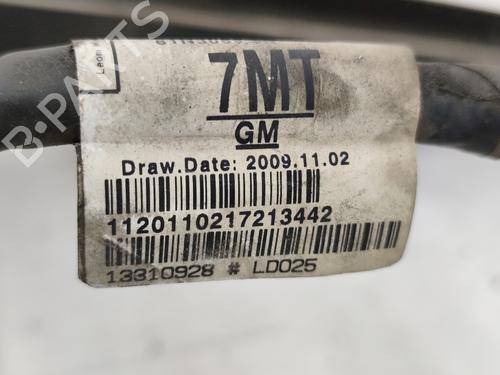 7MT
GM
Draw.Date: 2009.11.02
1120110217213442
13310928 # LD025
B-PARTS